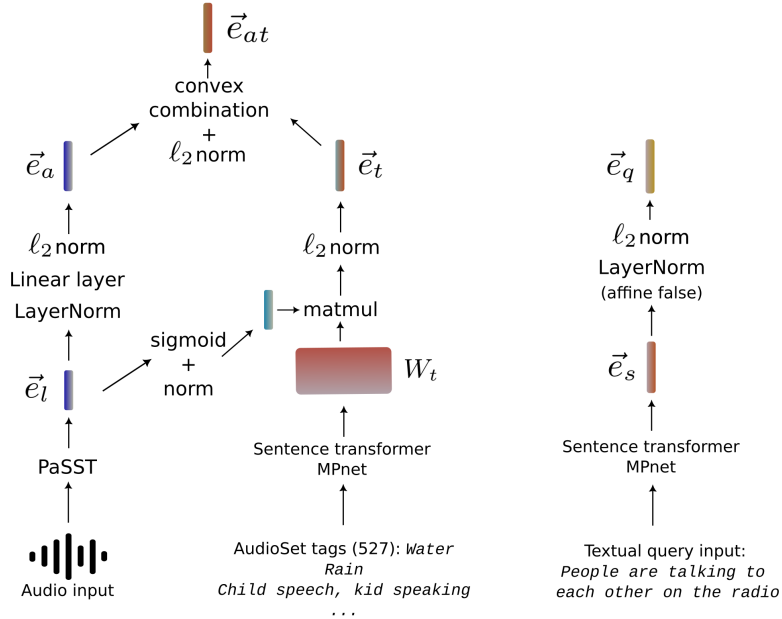 e⃗_at
convex
combination
+
ℓ₂ norm
e⃗_a
e⃗_t
e⃗_q
ℓ₂ norm
Linear layer
LayerNorm
ℓ₂ norm
ℓ₂ norm
LayerNorm
(affine false)
matmul
sigmoid
+
norm
e⃗_l
W_t
e⃗_s
PaSST
Sentence transformer
MPnet
Sentence transformer
MPnet
Audio input
AudioSet tags (527): Water
Rain
Child speech, kid speaking
...
Textual query input:
People are talking to
each other on the radio